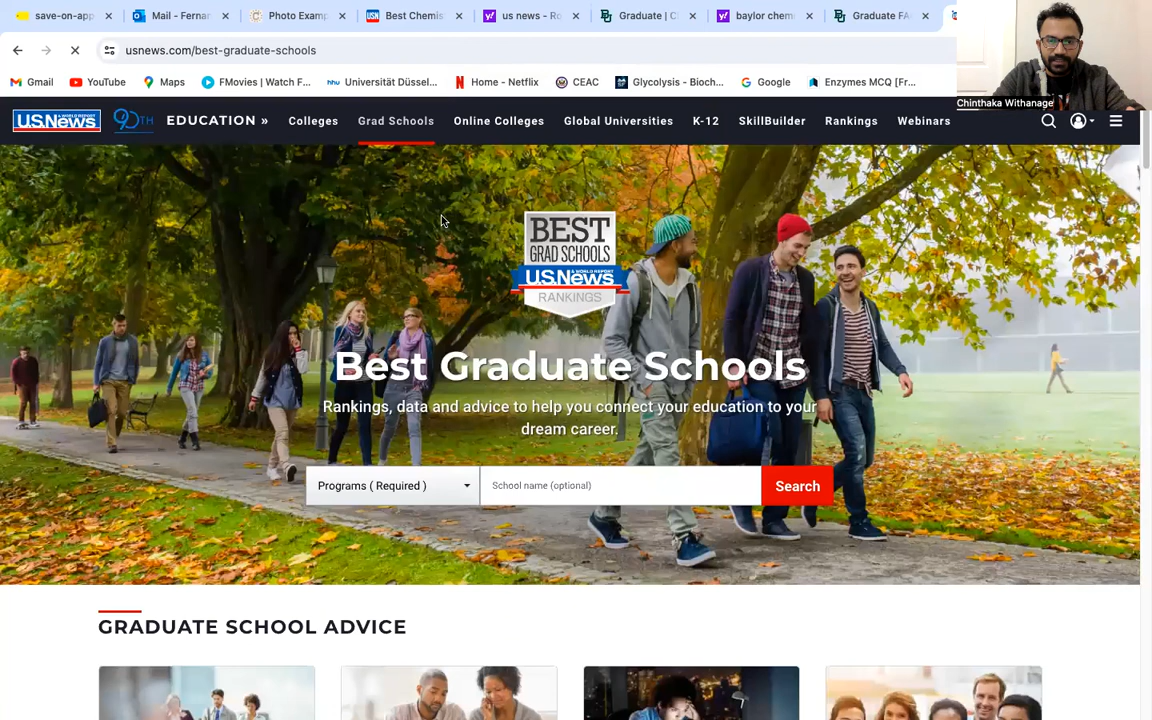 save-on-app
Mail - Fernar
Photo Examp
Best Chemis
us news - Ro
Graduate | C
baylor chem
Graduate FA
usnews.com/best-graduate-schools
Gmail
YouTube
Maps
FMovies | Watch F...
Universität Düssel...
Home - Netflix
CEAC
Glycolysis - Bioch...
Google
Enzymes MCQ [Fr...
Chinthaka Withanage
U.S.News
90TH
EDUCATION »
Colleges
Grad Schools
Online Colleges
Global Universities
K-12
SkillBuilder
Rankings
Webinars
BEST
GRAD SCHOOLS
U.S.News
RANKINGS
Best Graduate Schools
Rankings, data and advice to help you connect your education to your
dream career.
Programs ( Required )
School name (optional)
Search
GRADUATE SCHOOL ADVICE